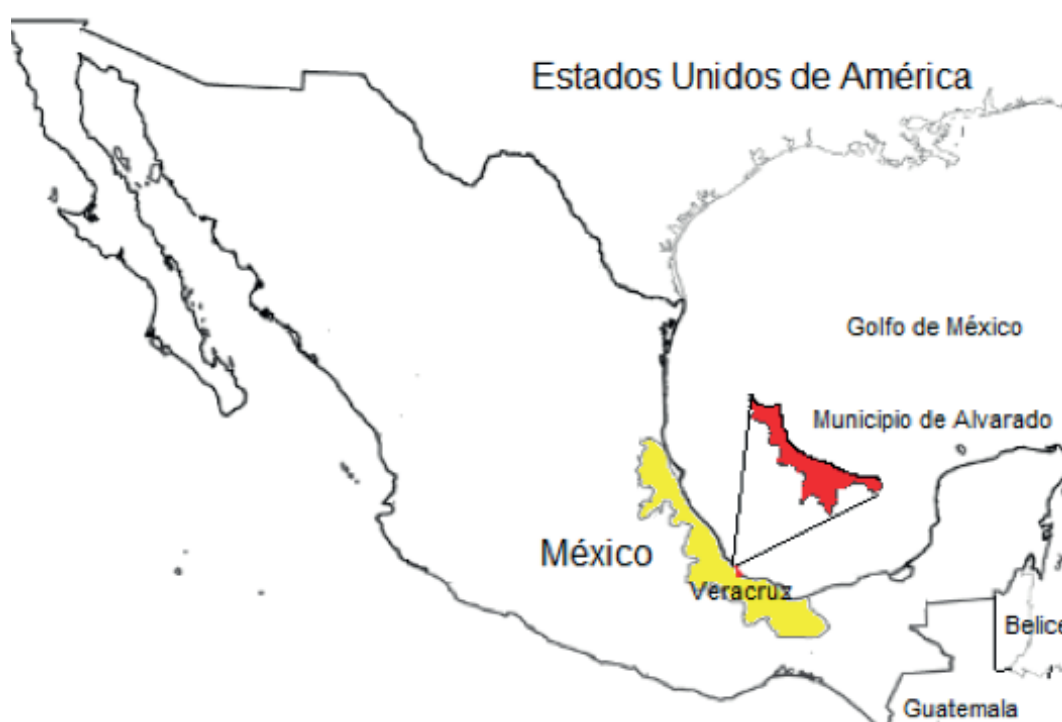 Estados Unidos de América
Golfo de México
Municipio de Alvarado
México
Veracruz
Belice
Guatemala